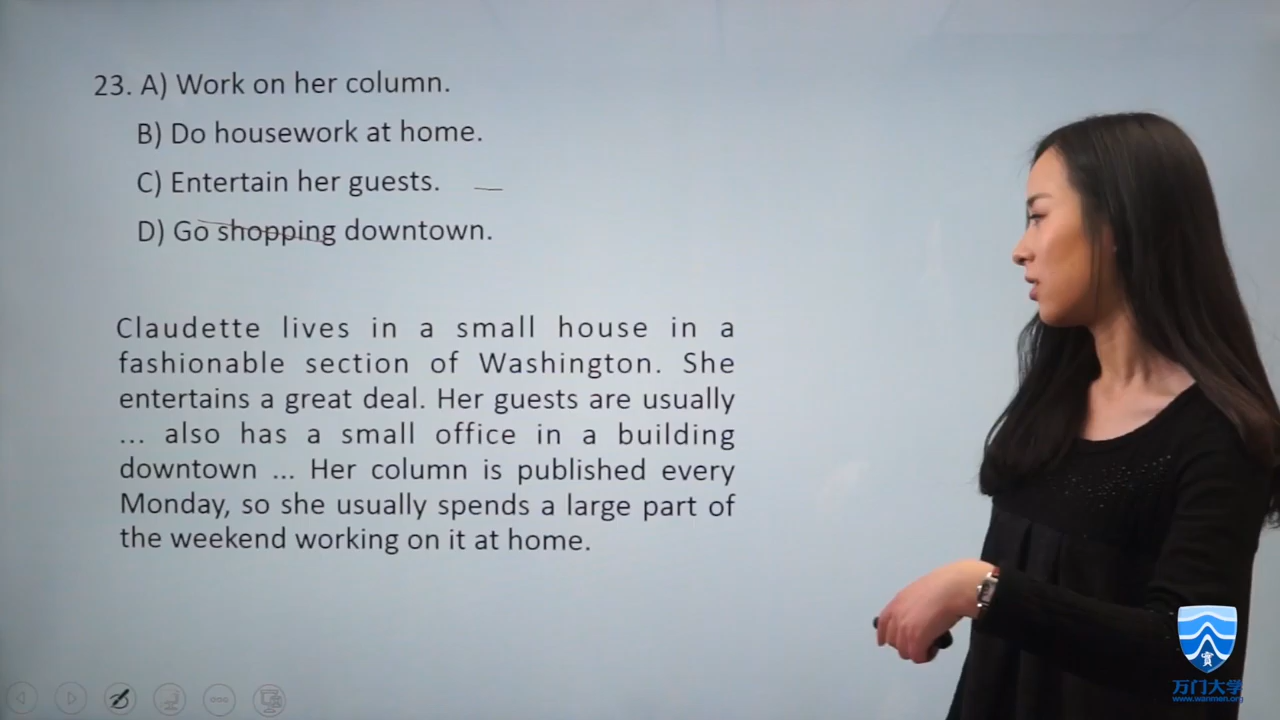 23. A) Work on her column.
B) Do housework at home.
C) Entertain her guests.
D) Go shopping downtown.
Claudette lives in a small house in a
fashionable section of Washington. She
entertains a great deal. Her guests are usually
... also has a small office in a building
downtown ... Her column is published every
Monday, so she usually spends a large part of
the weekend working on it at home.
万门大学
www.wanmen.org